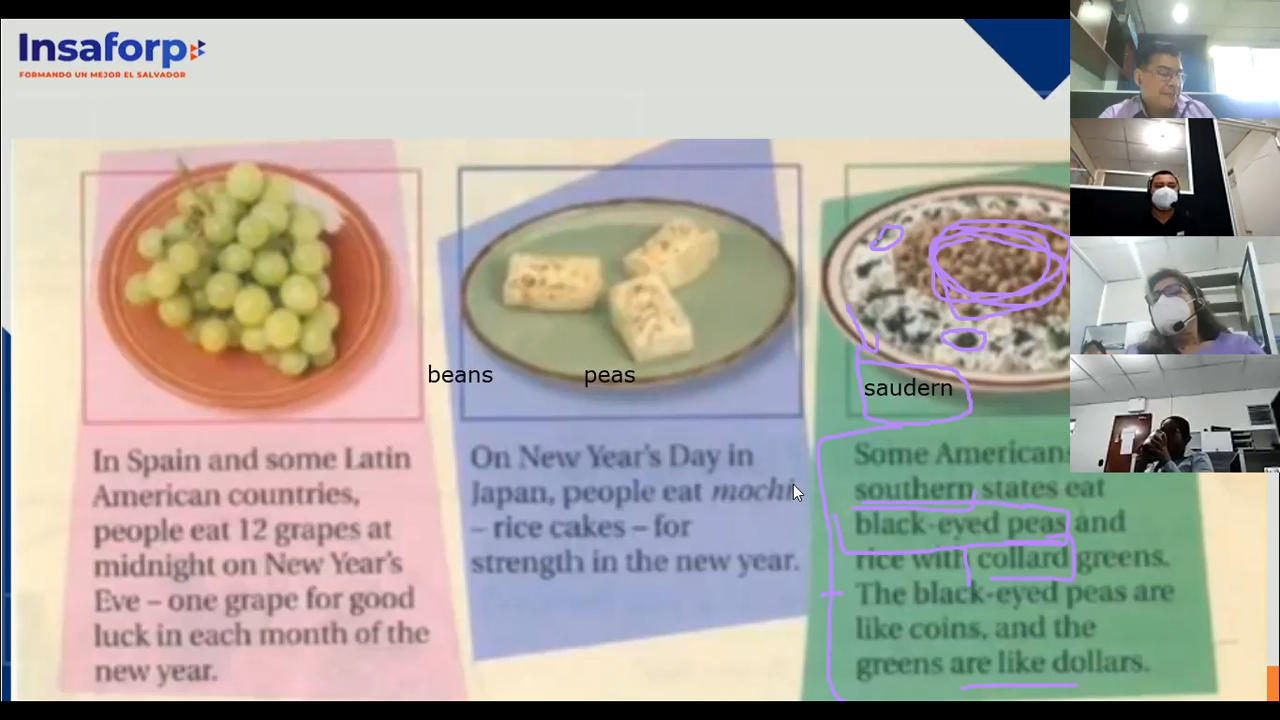 Insaforp
FORMANDO UN MEJOR EL SALVADOR
beans
peas
saudern
In Spain and some Latin
American countries,
people eat 12 grapes at
midnight on New Year's
Eve – one grape for good
luck in each month of the
new year.
On New Year's Day in
Japan, people eat mochi
– rice cakes – for
strength in the new year.
Some Americans
southern states eat
black-eyed peas and
rice with collard greens.
The black-eyed peas are
like coins, and the
greens are like dollars.